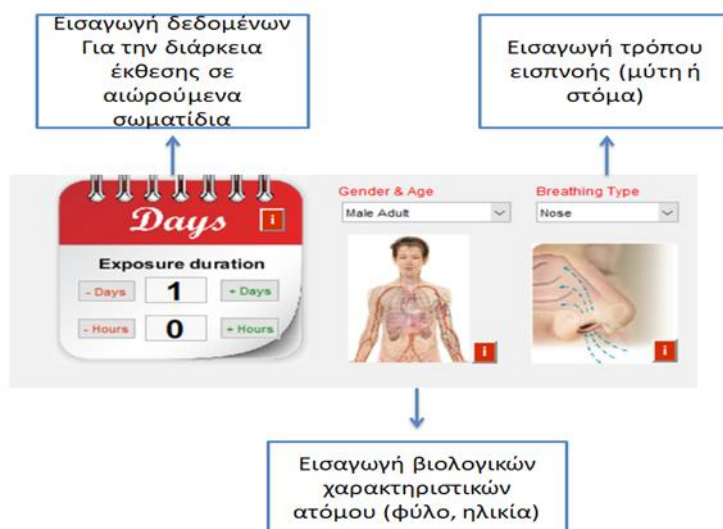 Εισαγωγή δεδομένων
Για την διάρκεια
έκθεσης σε
αιώρούμενα
σωματίδια
Εισαγωγή τρόπου
εισπνοής (μύτη ή
στόμα)
Days
i
Exposure duration
- Days 1 + Days
- Hours 0 + Hours
Gender & Age
Male Adult
i
Breathing Type
Nose
i
Εισαγωγή βιολογικών
χαρακτηριστικών
ατόμου (φύλο, ηλικία)